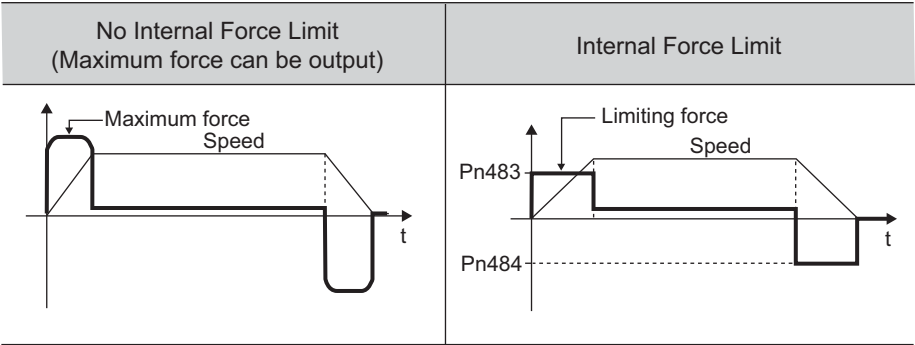 No Internal Force Limit
(Maximum force can be output)
Internal Force Limit
Maximum force
Speed
t
Limiting force
Speed
Pn483
t
Pn484